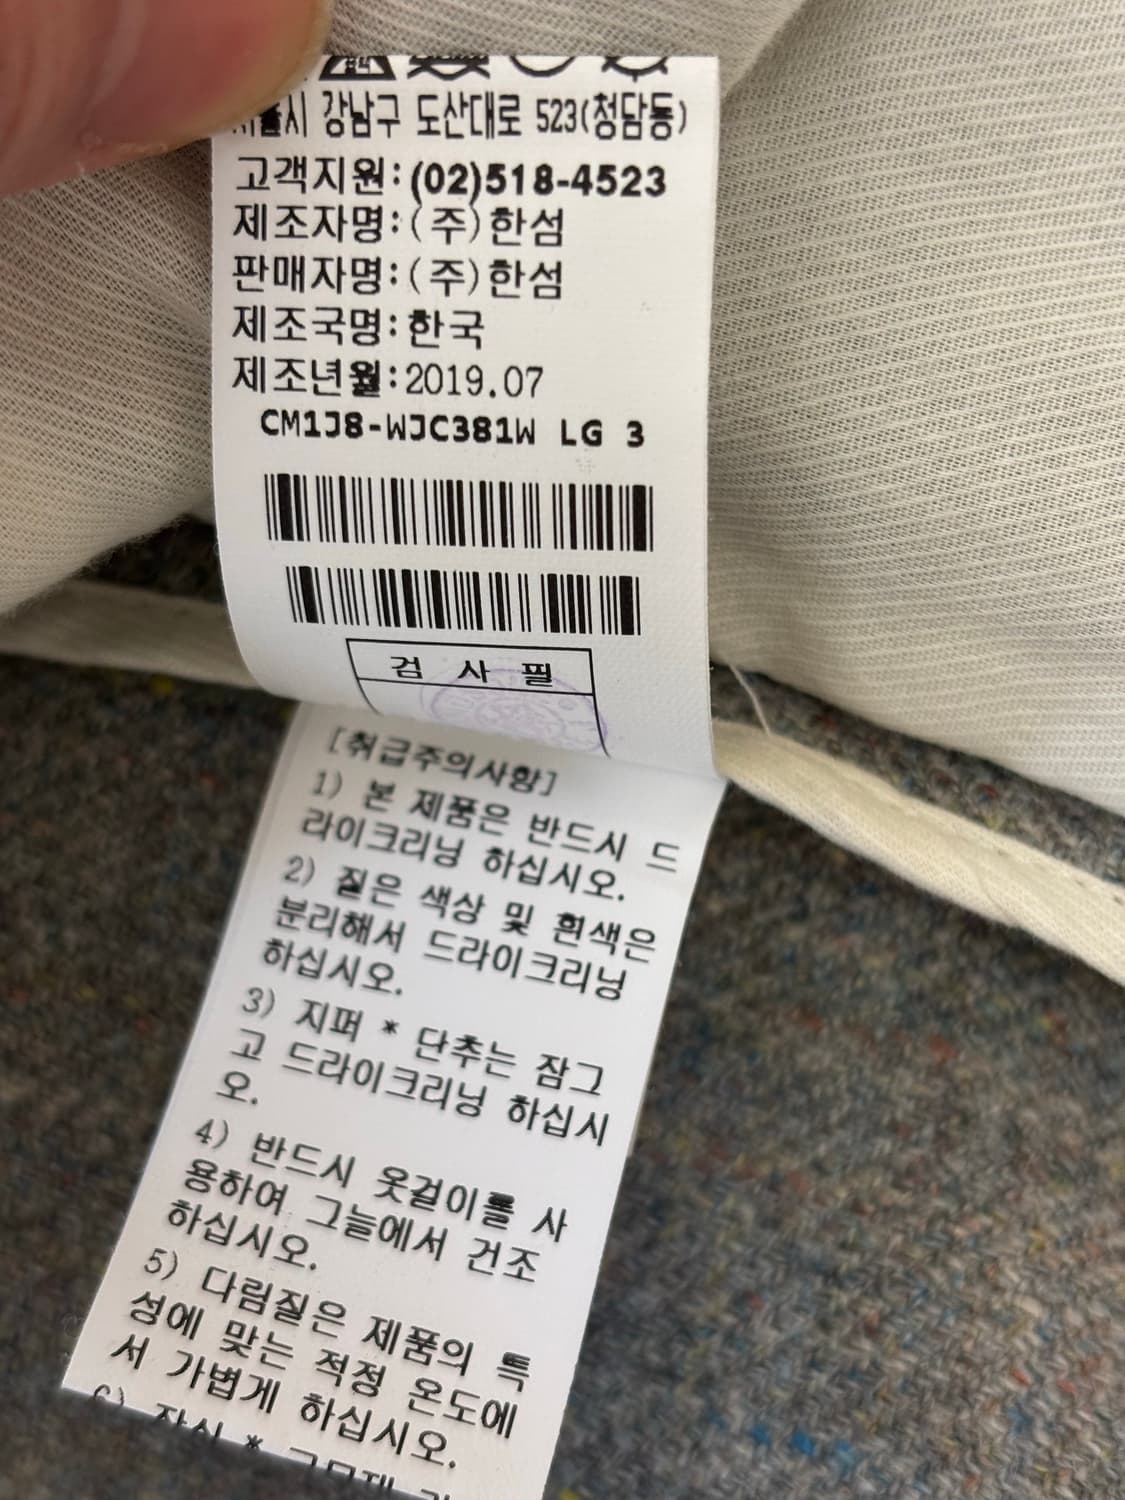 강남구 도산대로 523(청담동)
고객지원:(02)518-4523
제조자명:(주)한섬
판매자명:(주)한섬
제조국명:한국
제조년월:2019.07
CM1J8-WJC381W LG 3
검 사 필
[취급주의사항]
1) 본 제품은 반드시 드
라이크리닝 하십시오.
2) 짙은 색상 및 흰색은
분리해서 드라이크리닝
하십시오.
3) 지퍼 * 단추는 잠그
고 드라이크리닝 하십시
오.
4) 반드시 옷걸이를 사
용하여 그늘에서 건조
하십시오.
5) 다림질은 제품의 특
성에 맞는 적정 온도에
서 가볍게 하십시오.